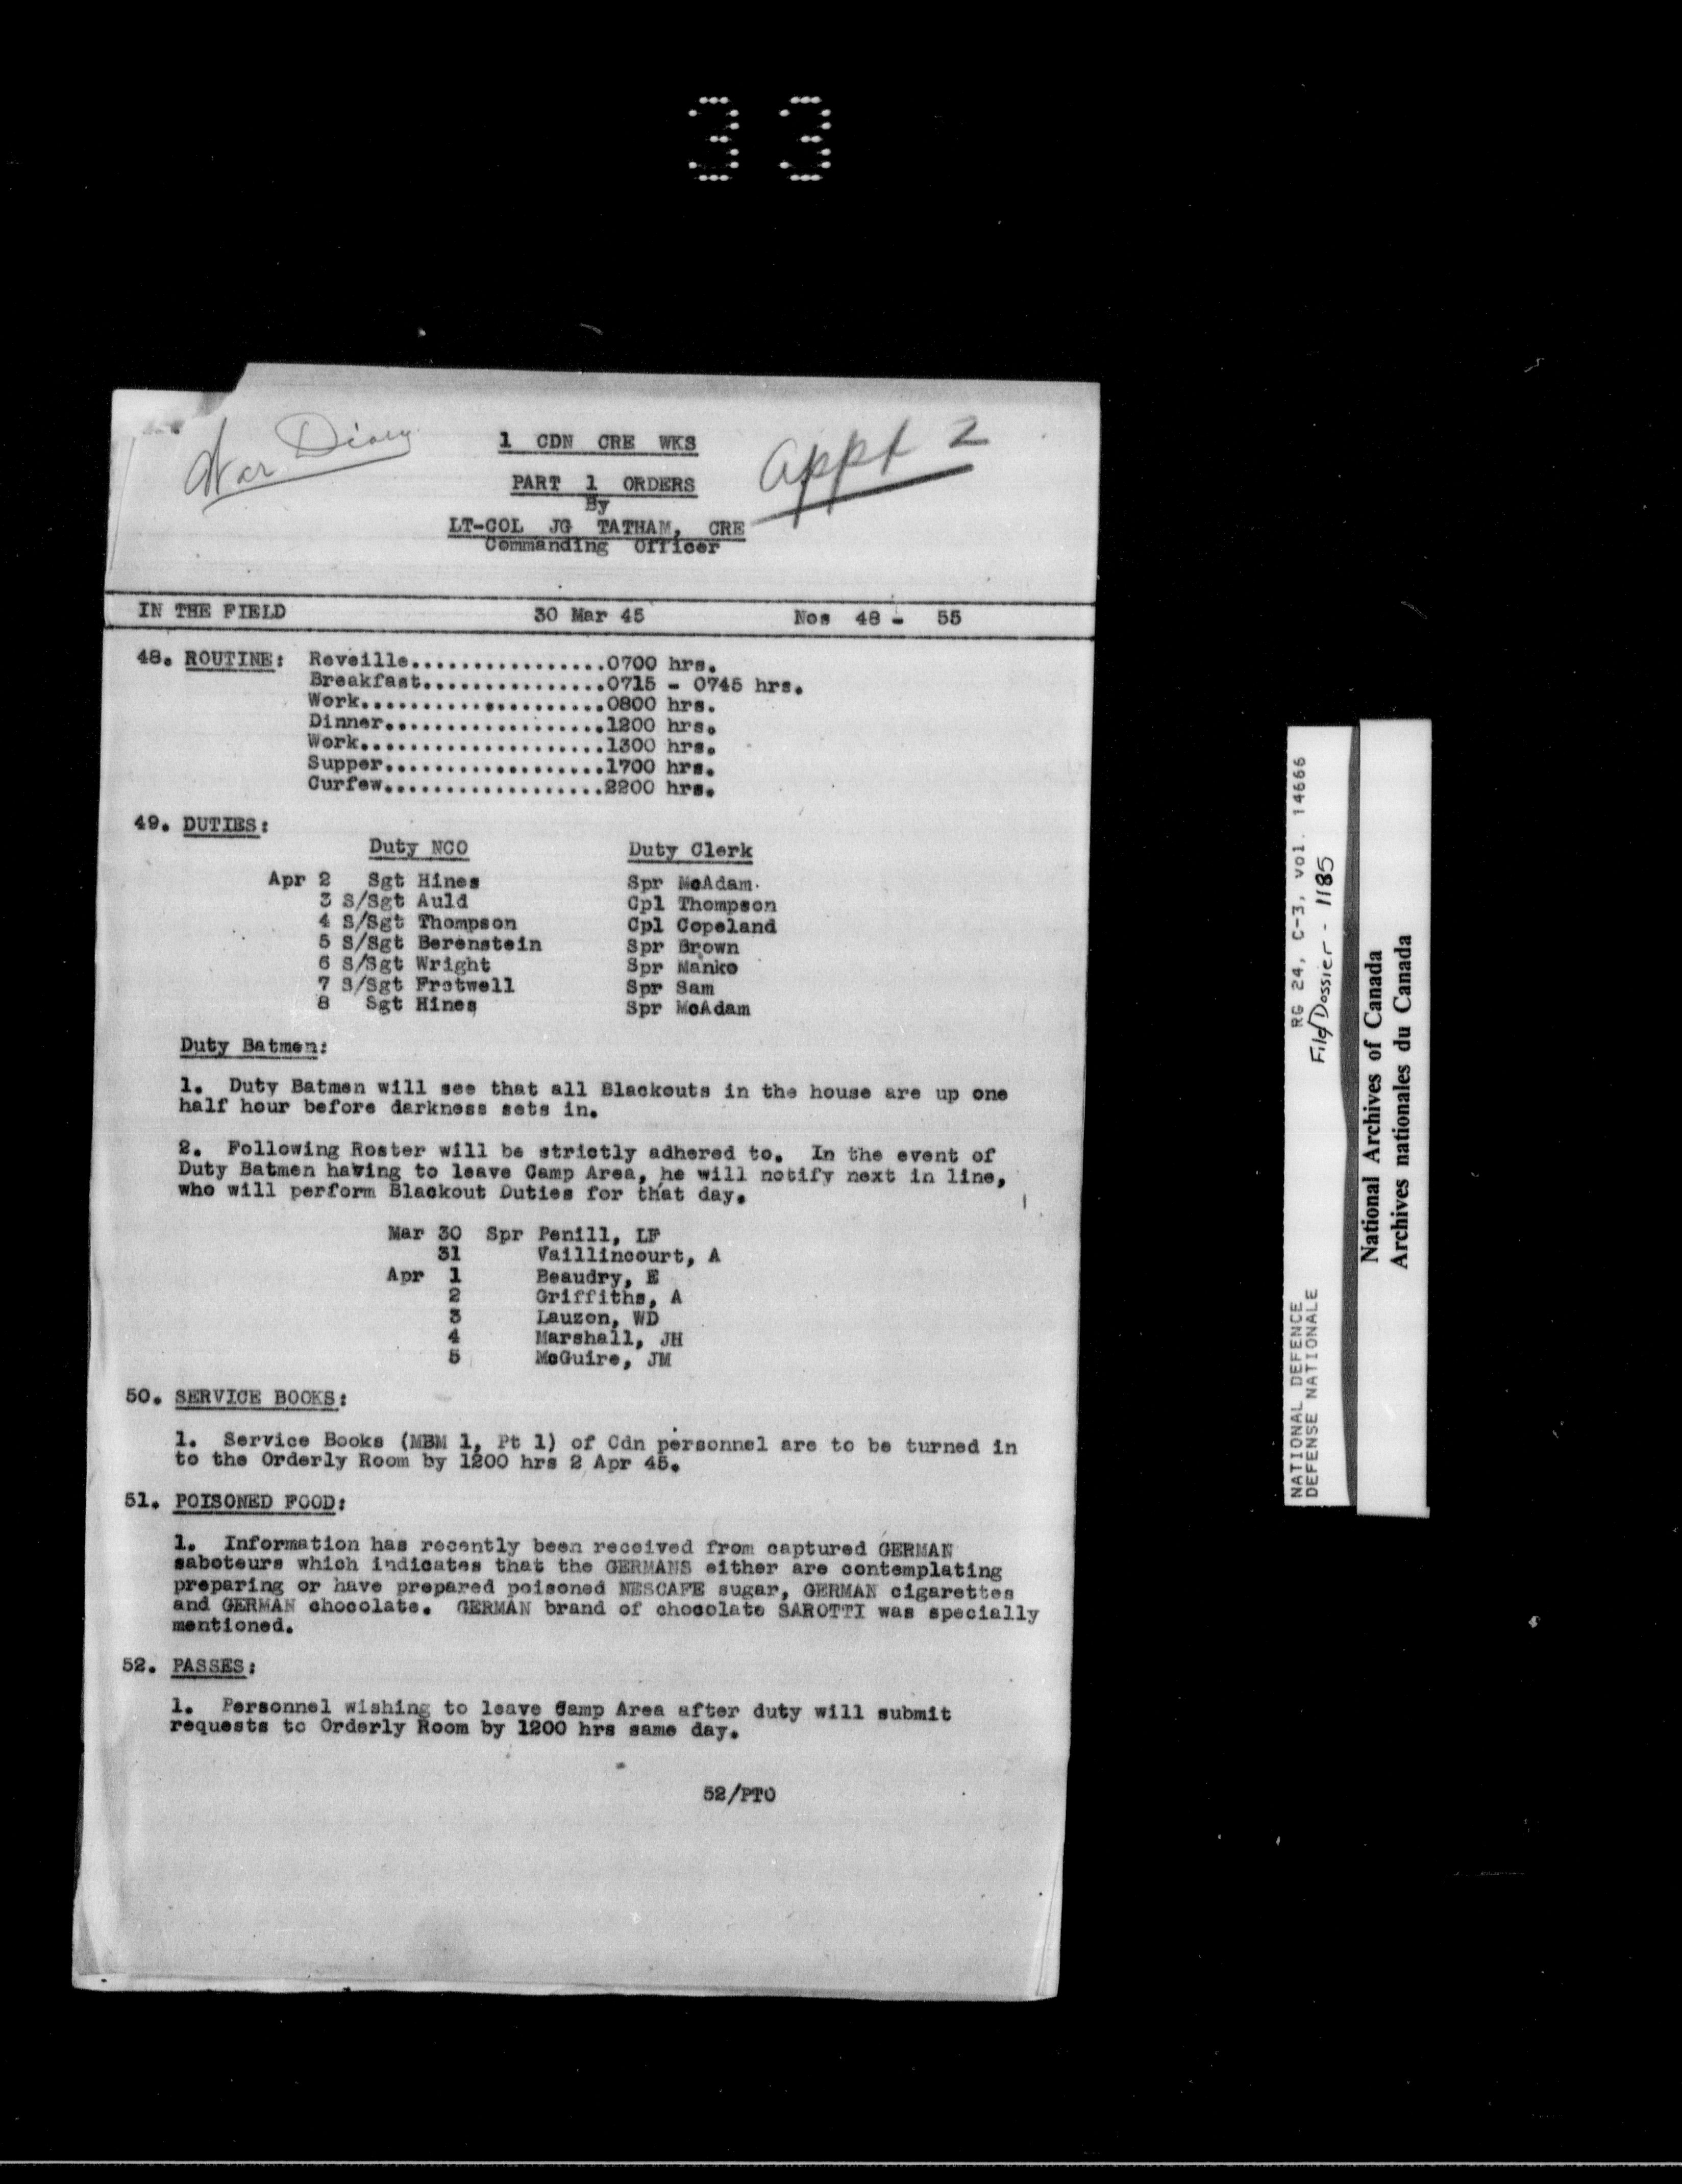 33
War Diary
1 CDN CRE WKS
Appx 2
PART 1 ORDERS
By
LT-COL JG TATHAM, CRE
Commanding Officer
IN THE FIELD 30 Mar 45 Nos 48 - 55
48. ROUTINE: Reveille................0700 hrs.
Breakfast...............0715 - 0745 hrs.
Work....................0800 hrs.
Dinner..................1200 hrs.
Work....................1300 hrs.
Supper..................1700 hrs.
Curfew..................2200 hrs.
49. DUTIES:
Duty NCO Duty Clerk
Apr 2 Sgt Hines Spr McAdam
3 S/Sgt Auld Cpl Thompson
4 S/Sgt Thompson Cpl Copeland
5 S/Sgt Berenstein Spr Brown
6 S/Sgt Wright Spr Manko
7 S/Sgt Fretwell Spr Sam
8 Sgt Hines Spr McAdam
Duty Batmen:
1. Duty Batmen will see that all Blackouts in the house are up one
half hour before darkness sets in.
2. Following Roster will be strictly adhered to. In the event of
Duty Batmen having to leave Camp Area, he will notify next in line,
who will perform Blackout Duties for that day.
Mar 30 Spr Penill, LF
31 Vaillincourt, A
Apr 1 Beaudry, E
2 Griffiths, A
3 Lauzon, WD
4 Marshall, JH
5 McGuire, JM
50. SERVICE BOOKS:
1. Service Books (MBM 1, Pt 1) of Cdn personnel are to be turned in
to the Orderly Room by 1200 hrs 2 Apr 45.
51. POISONED FOOD:
1. Information has recently been received from captured GERMAN
saboteurs which indicates that the GERMANS either are contemplating
preparing or have prepared poisoned NESCAFE sugar, GERMAN cigarettes
and GERMAN chocolate. GERMAN brand of chocolate SAROTTI was specially
mentioned.
52. PASSES:
1. Personnel wishing to leave Camp Area after duty will submit
requests to Orderly Room by 1200 hrs same day.
52/PTO
NATIONAL DEFENCE RG 24, C-3, vol. 14666
DEFENSE NATIONALE File/Dossier - 1185
National Archives of Canada
Archives nationales du Canada